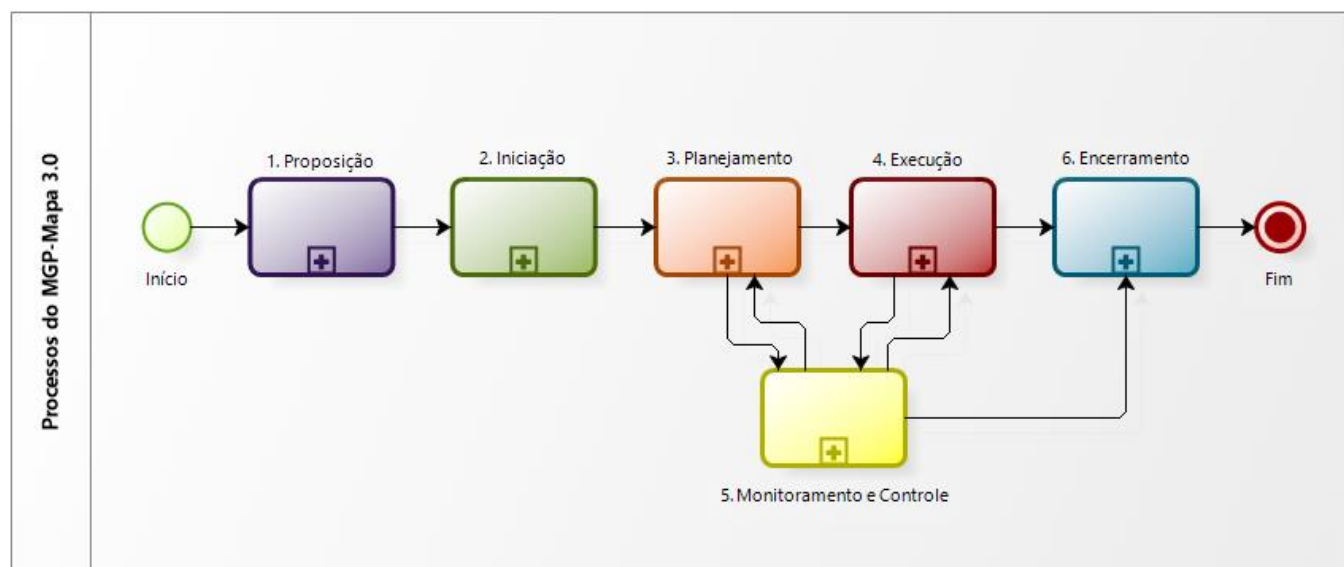 Processos do MGP-Mapa 3.0
Início
1. Proposição
2. Iniciação
3. Planejamento
4. Execução
6. Encerramento
Fim
5. Monitoramento e Controle